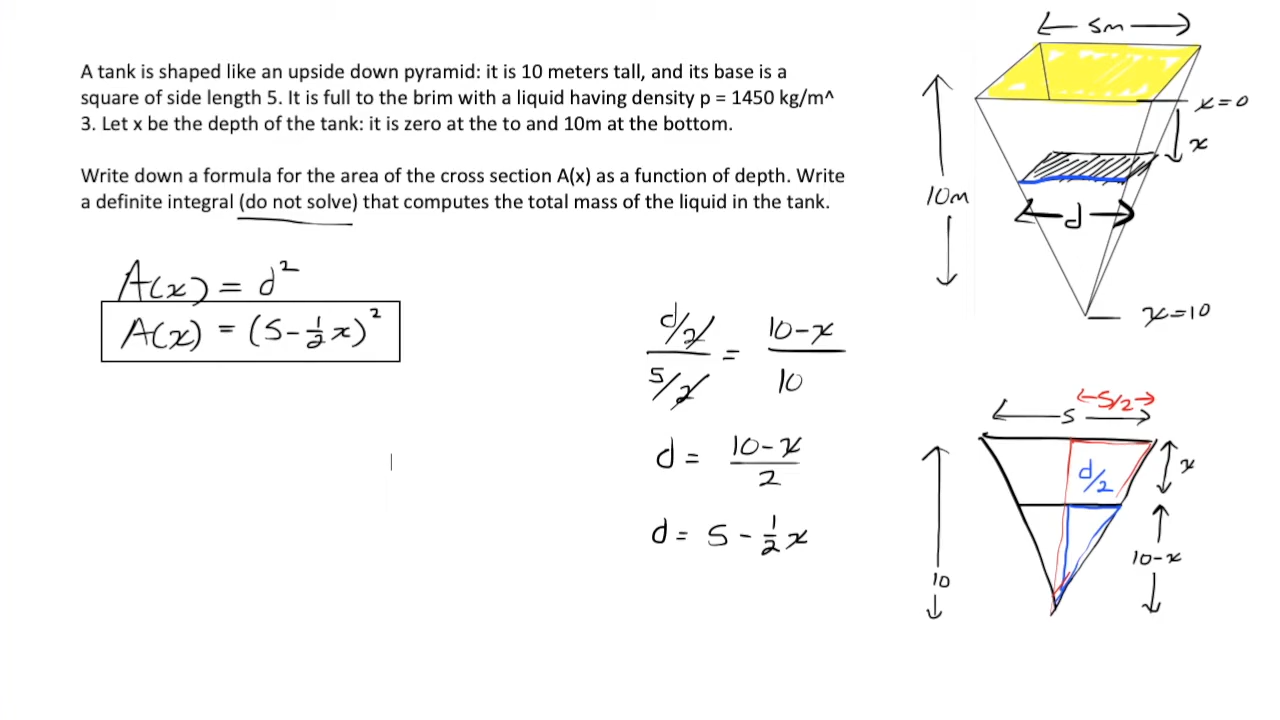 A tank is shaped like an upside down pyramid: it is 10 meters tall, and its base is a
square of side length 5. It is full to the brim with a liquid having density p = 1450 kg/m^
3. Let x be the depth of the tank: it is zero at the to and 10m at the bottom.
Write down a formula for the area of the cross section A(x) as a function of depth. Write
a definite integral (do not solve) that computes the total mass of the liquid in the tank.
A(x) = d²
A(x) = (5-½x)²
(d/2)/(5/2) = (10-x)/10
d = (10-x)/2
d = 5 - ½x
5m
x=0
x
10m
d
x=10
5/2
5
x
d/2
10-x
10